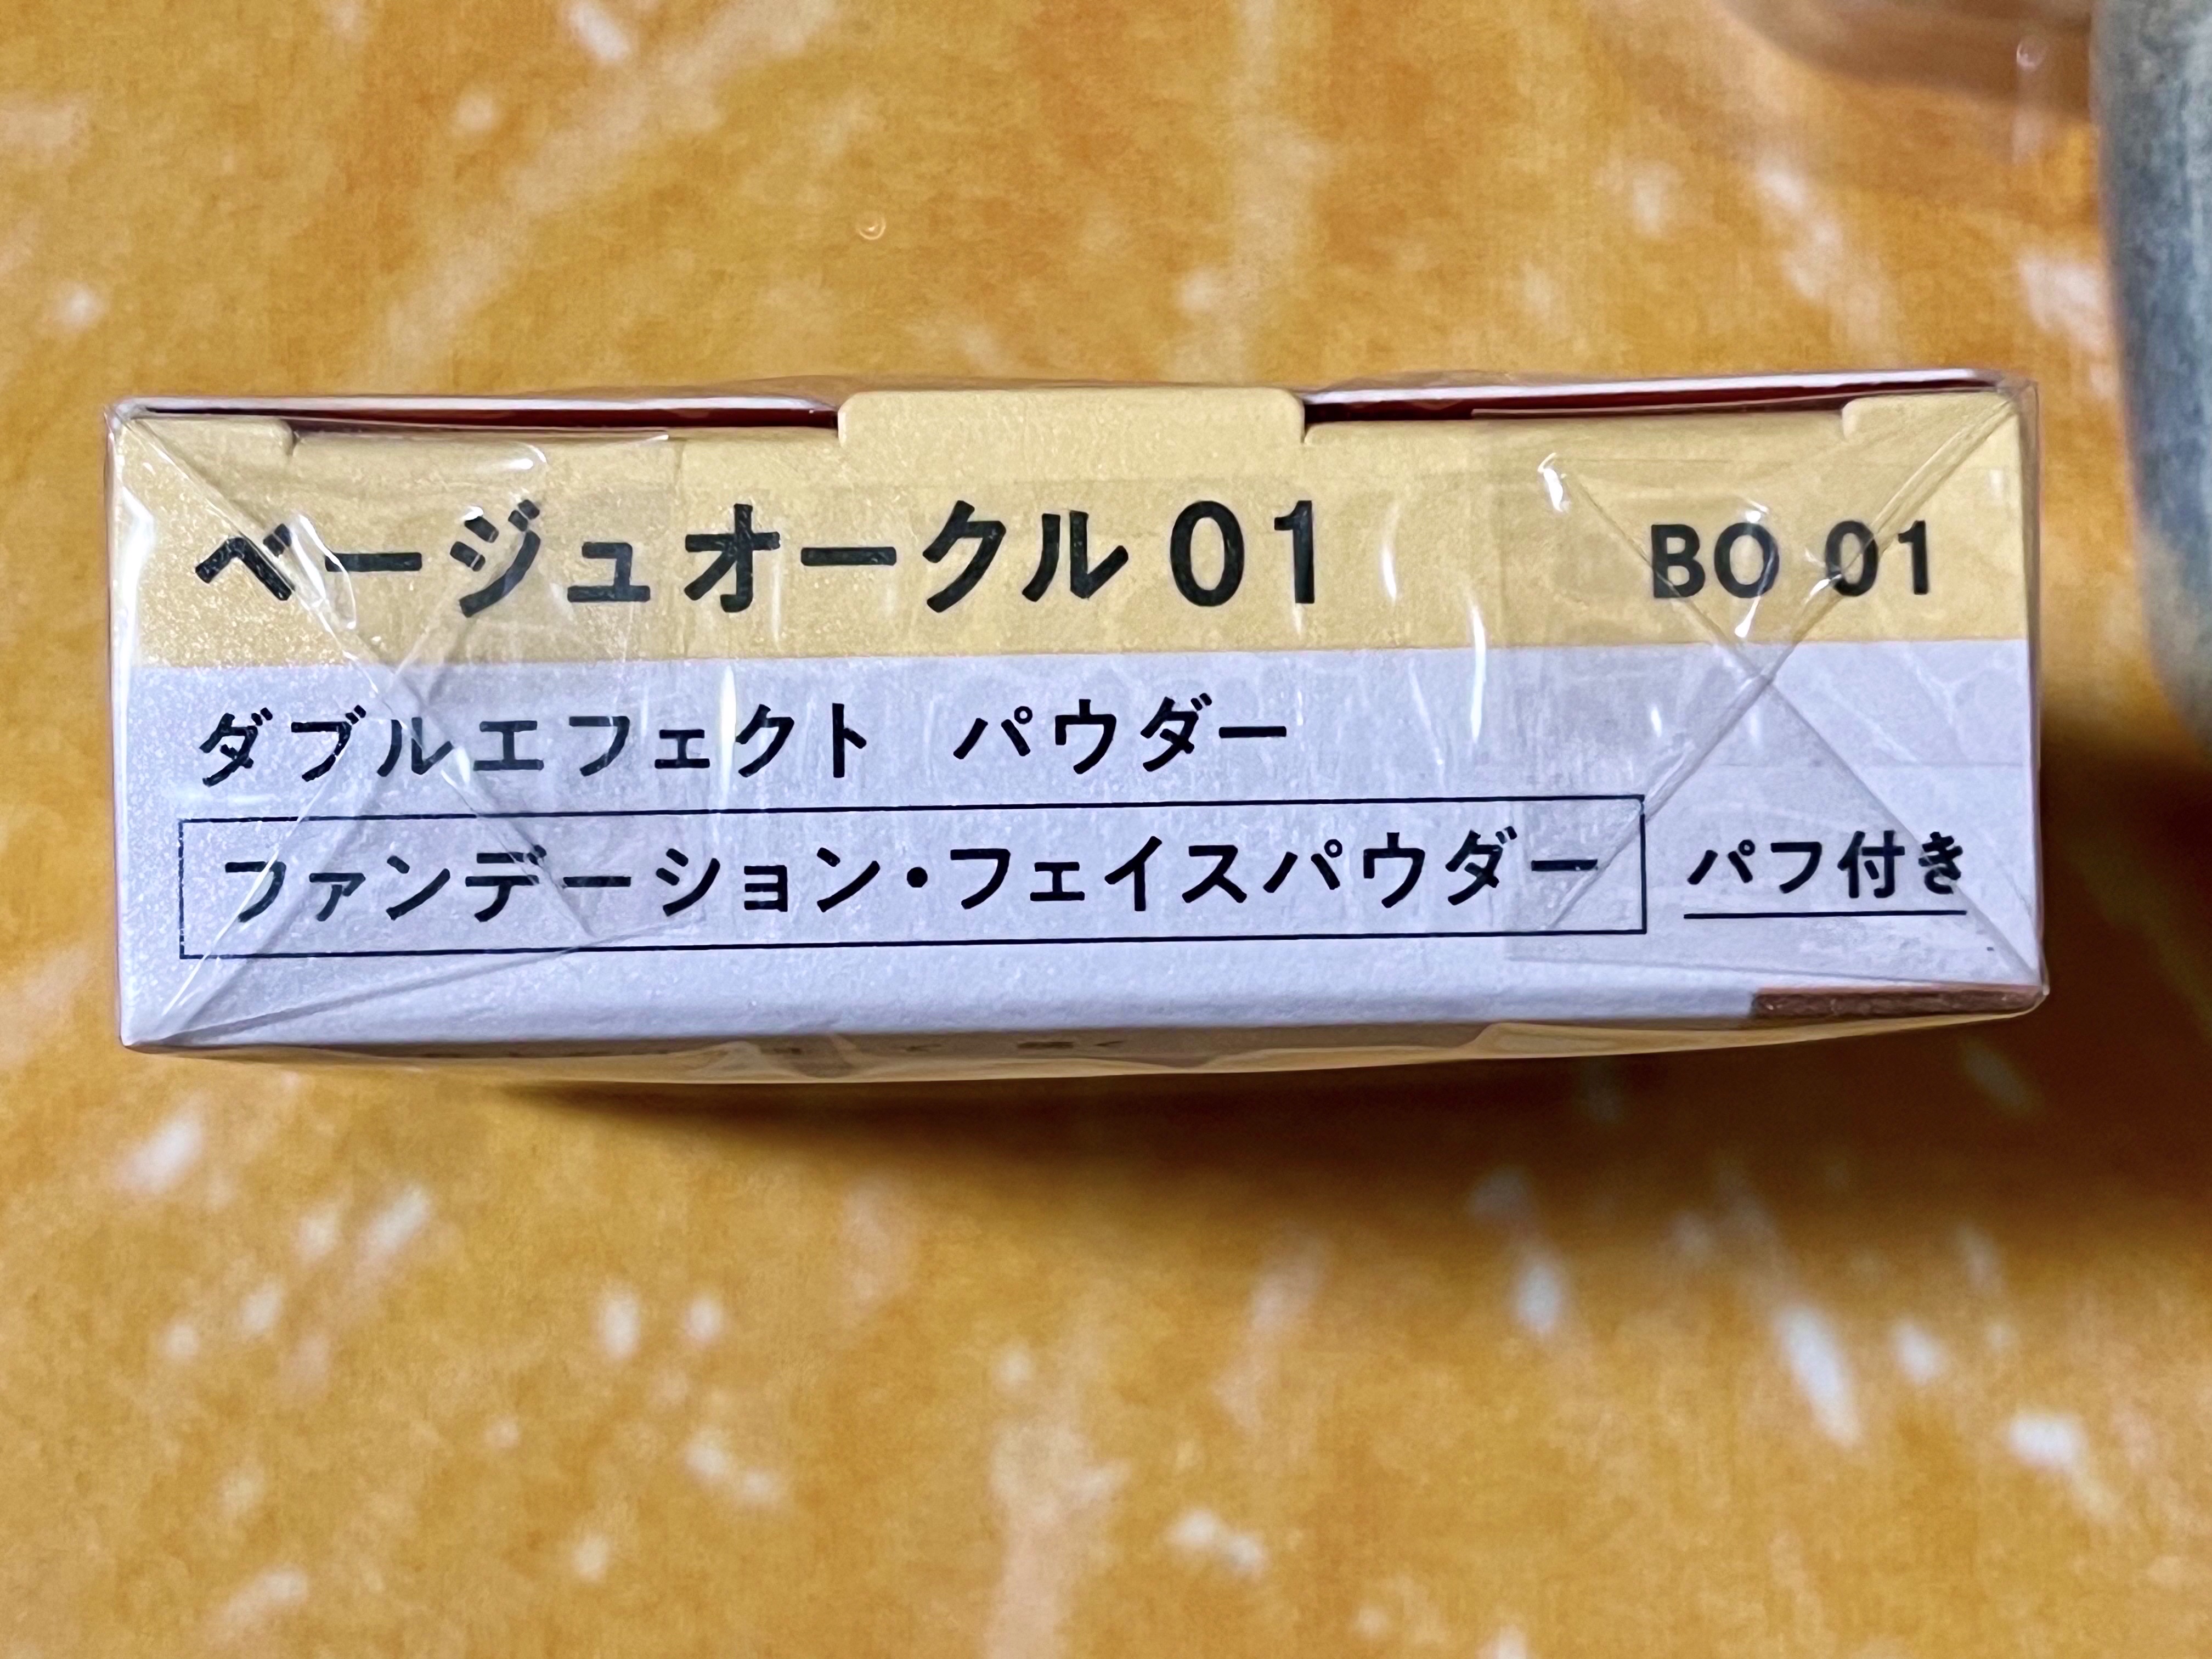 ベージュオークル 01 BO 01
ダブルエフェクト パウダー
ファンデーション・フェイスパウダー パフ付き